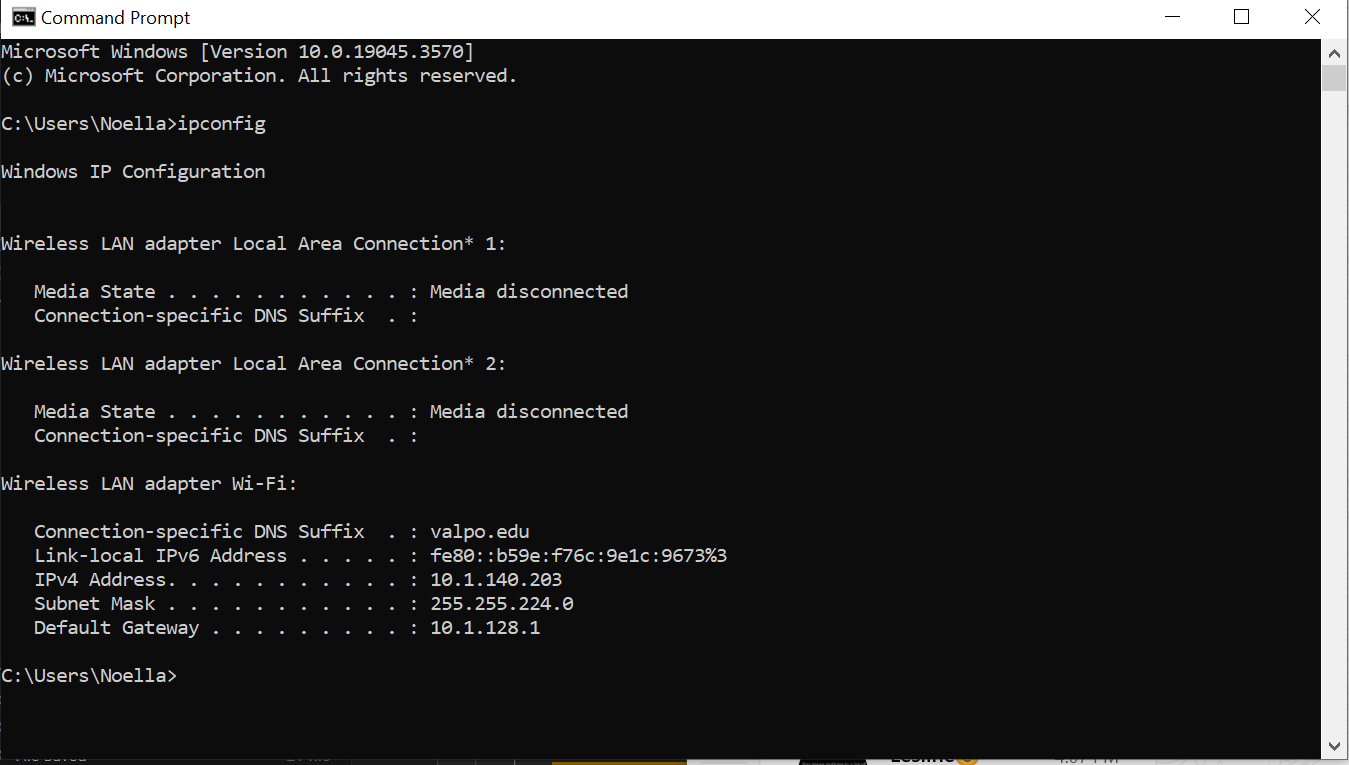 Command Prompt
Microsoft Windows [Version 10.0.19045.3570]
(c) Microsoft Corporation. All rights reserved.
C:\Users\Noella>ipconfig
Windows IP Configuration
Wireless LAN adapter Local Area Connection* 1:
Media State . . . . . . . . . . . : Media disconnected
Connection-specific DNS Suffix  . :
Wireless LAN adapter Local Area Connection* 2:
Media State . . . . . . . . . . . : Media disconnected
Connection-specific DNS Suffix  . :
Wireless LAN adapter Wi-Fi:
Connection-specific DNS Suffix  . : valpo.edu
Link-local IPv6 Address . . . . . : fe80::b59e:f76c:9e1c:9673%3
IPv4 Address. . . . . . . . . . . : 10.1.140.203
Subnet Mask . . . . . . . . . . . : 255.255.224.0
Default Gateway . . . . . . . . . : 10.1.128.1
C:\Users\Noella>